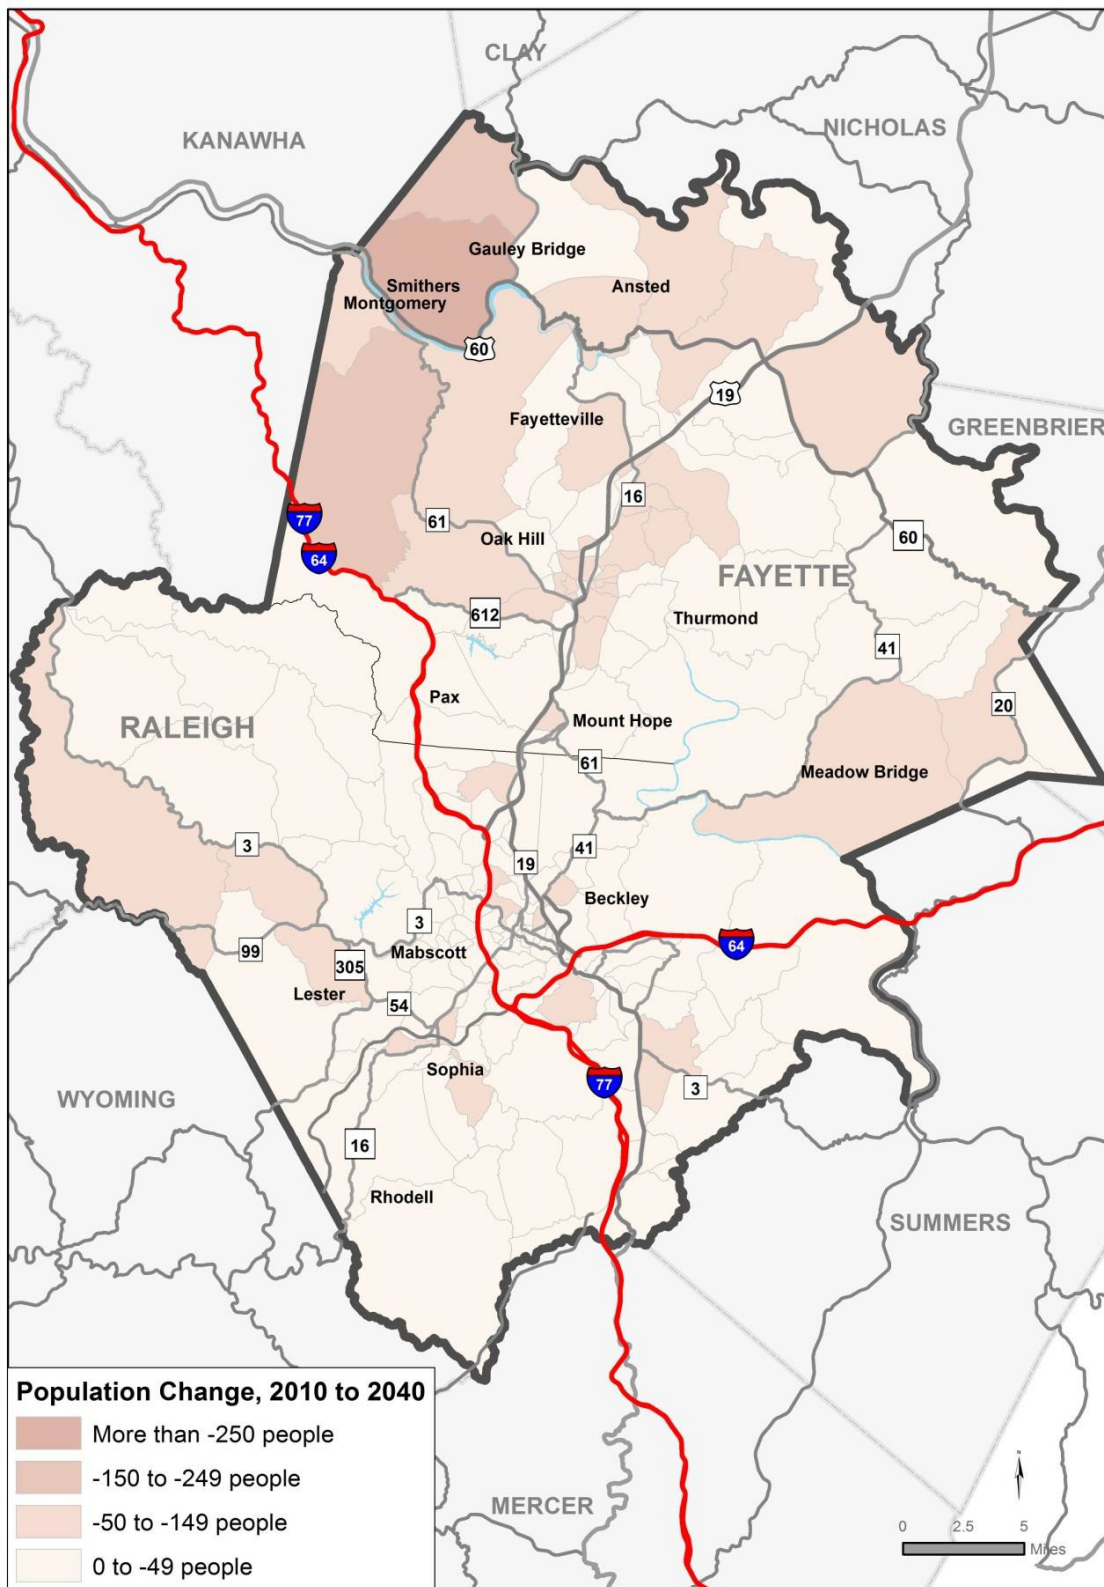 CLAY
NICHOLAS
KANAWHA
Gauley Bridge
Smithers
Ansted
Montgomery
60
19
Fayetteville
GREENBRIER
16
77
61
60
Oak Hill
64
FAYETTE
612
Thurmond
41
Pax
20
RALEIGH
Mount Hope
61
Meadow Bridge
3
41
19
Beckley
3
64
99
Mabscott
305
Lester
54
Sophia
77
3
WYOMING
16
Rhodell
SUMMERS
Population Change, 2010 to 2040
More than -250 people
-150 to -249 people
-50 to -149 people
0 to -49 people
MERCER
N
0 2.5 5
Miles